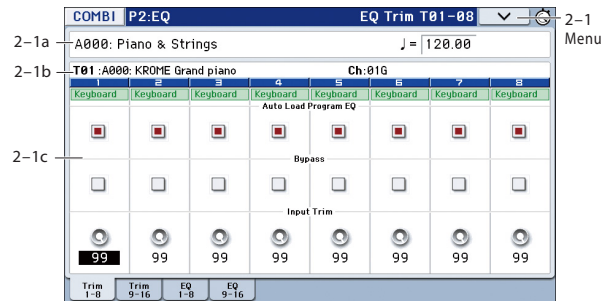 COMBI P2:EQ EQ Trim T01-08
2–1
Menu
2–1a
A000: Piano & Strings ♩= 120.00
2–1b
T01 :A000: KROME Grand piano Ch:01G
1 2 3 4 5 6 7 8
Keyboard Keyboard Keyboard Keyboard Keyboard Keyboard Keyboard Keyboard
Auto Load Program EQ
2–1c
Bypass
Input Trim
99 99 99 99 99 99 99 99
Trim 1-8 Trim 9-16 EQ 1-8 EQ 9-16